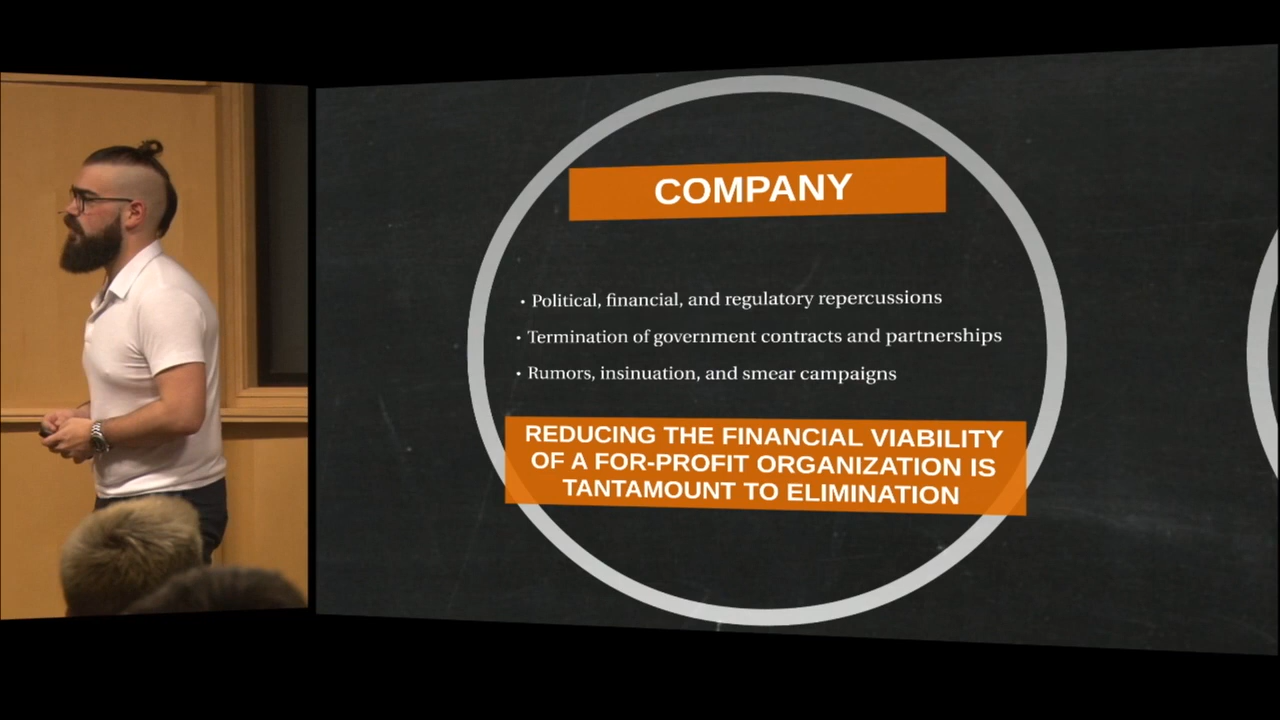 COMPANY
• Political, financial, and regulatory repercussions
• Termination of government contracts and partnerships
• Rumors, insinuation, and smear campaigns
REDUCING THE FINANCIAL VIABILITY
OF A FOR-PROFIT ORGANIZATION IS
TANTAMOUNT TO ELIMINATION